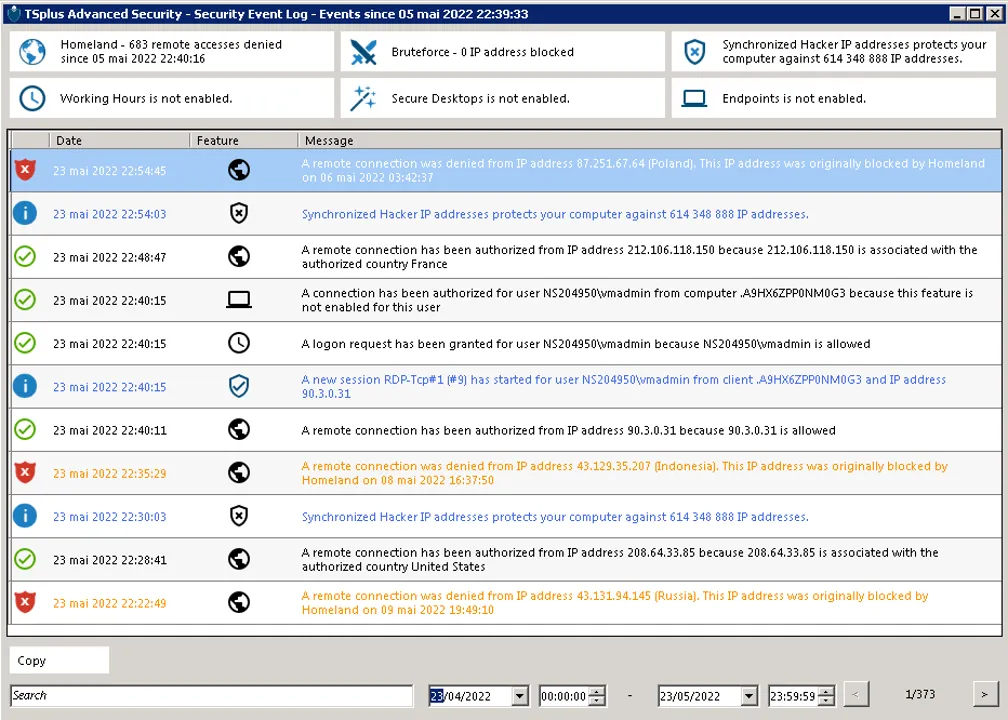 TSplus Advanced Security - Security Event Log - Events since 05 mai 2022 22:39:33
Homeland - 683 remote accesses denied
since 05 mai 2022 22:40:16
Bruteforce - 0 IP address blocked
Synchronized Hacker IP addresses protects your
computer against 614 348 888 IP addresses.
Working Hours is not enabled.
Secure Desktops is not enabled.
Endpoints is not enabled.
Date Feature Message
23 mai 2022 22:54:45
A remote connection was denied from IP address 87.251.67.64 (Poland). This IP address was originally blocked by Homeland
on 06 mai 2022 03:42:37
23 mai 2022 22:54:03 Synchronized Hacker IP addresses protects your computer against 614 348 888 IP addresses.
23 mai 2022 22:48:47
A remote connection has been authorized from IP address 212.106.118.150 because 212.106.118.150 is associated with the
authorized country France
23 mai 2022 22:40:15
A connection has been authorized for user NS204950\vmadmin from computer .A9HX6ZPP0NM0G3 because this feature is
not enabled for this user
23 mai 2022 22:40:15 A logon request has been granted for user NS204950\vmadmin because NS204950\vmadmin is allowed
23 mai 2022 22:40:15
A new session RDP-Tcp#1 (#9) has started for user NS204950\vmadmin from client .A9HX6ZPP0NM0G3 and IP address
90.3.0.31
23 mai 2022 22:40:11 A remote connection has been authorized from IP address 90.3.0.31 because 90.3.0.31 is allowed
23 mai 2022 22:35:29
A remote connection was denied from IP address 43.129.35.207 (Indonesia). This IP address was originally blocked by
Homeland on 08 mai 2022 16:37:50
23 mai 2022 22:30:03 Synchronized Hacker IP addresses protects your computer against 614 348 888 IP addresses.
23 mai 2022 22:28:41
A remote connection has been authorized from IP address 208.64.33.85 because 208.64.33.85 is associated with the
authorized country United States
23 mai 2022 22:22:49
A remote connection was denied from IP address 43.131.94.145 (Russia). This IP address was originally blocked by
Homeland on 09 mai 2022 19:49:10
Copy
Search 23/04/2022 00:00:00 - 23/05/2022 23:59:59 < 1/373 >